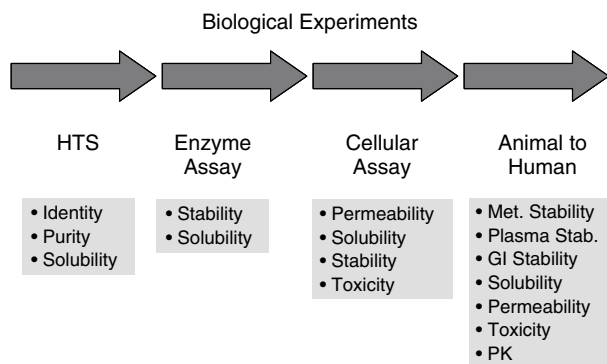 Biological Experiments
HTS
Enzyme
Assay
Cellular
Assay
Animal to
Human
• Identity
• Purity
• Solubility
• Stability
• Solubility
• Permeability
• Solubility
• Stability
• Toxicity
• Met. Stability
• Plasma Stab.
• GI Stability
• Solubility
• Permeability
• Toxicity
• PK